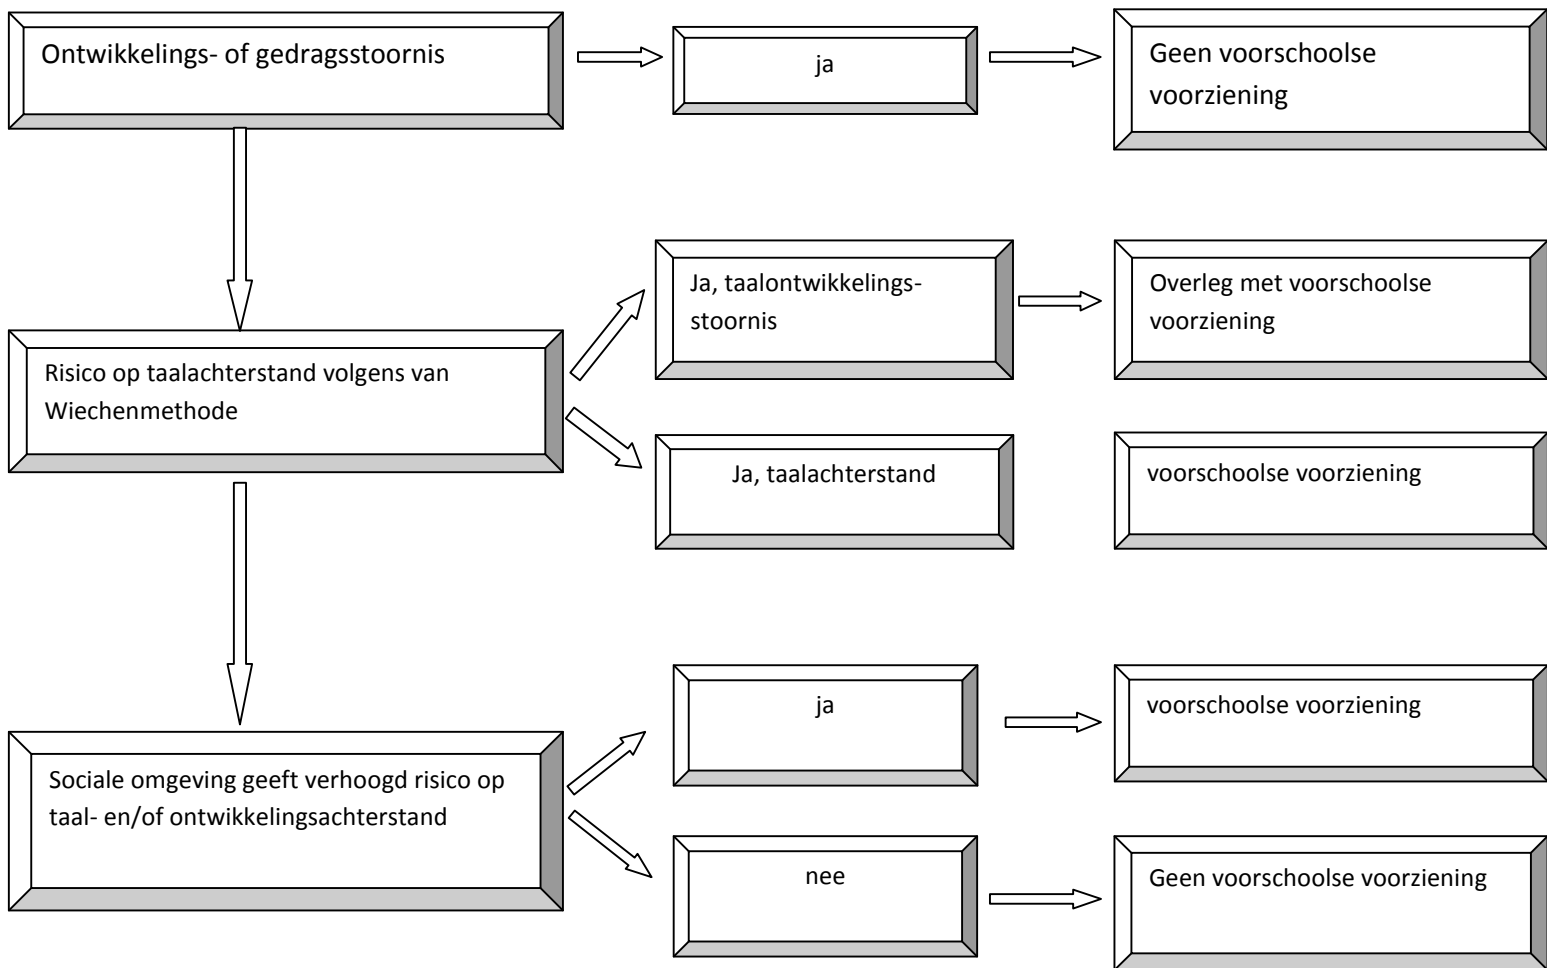 Ontwikkelings- of gedragsstoornis
ja
Geen voorschoolse
voorziening
Ja, taalontwikkelings-
stoornis
Overleg met voorschoolse
voorziening
Risico op taalachterstand volgens van
Wiechenmethode
Ja, taalachterstand
voorschoolse voorziening
ja
voorschoolse voorziening
Sociale omgeving geeft verhoogd risico op
taal- en/of ontwikkelingsachterstand
nee
Geen voorschoolse voorziening